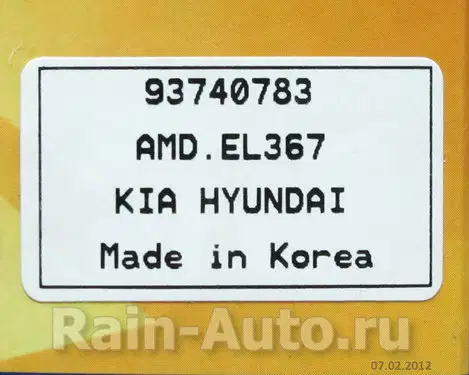 93740783
AMD.EL367
KIA HYUNDAI
Made in Korea
Rain-Auto.ru
07.02.2012